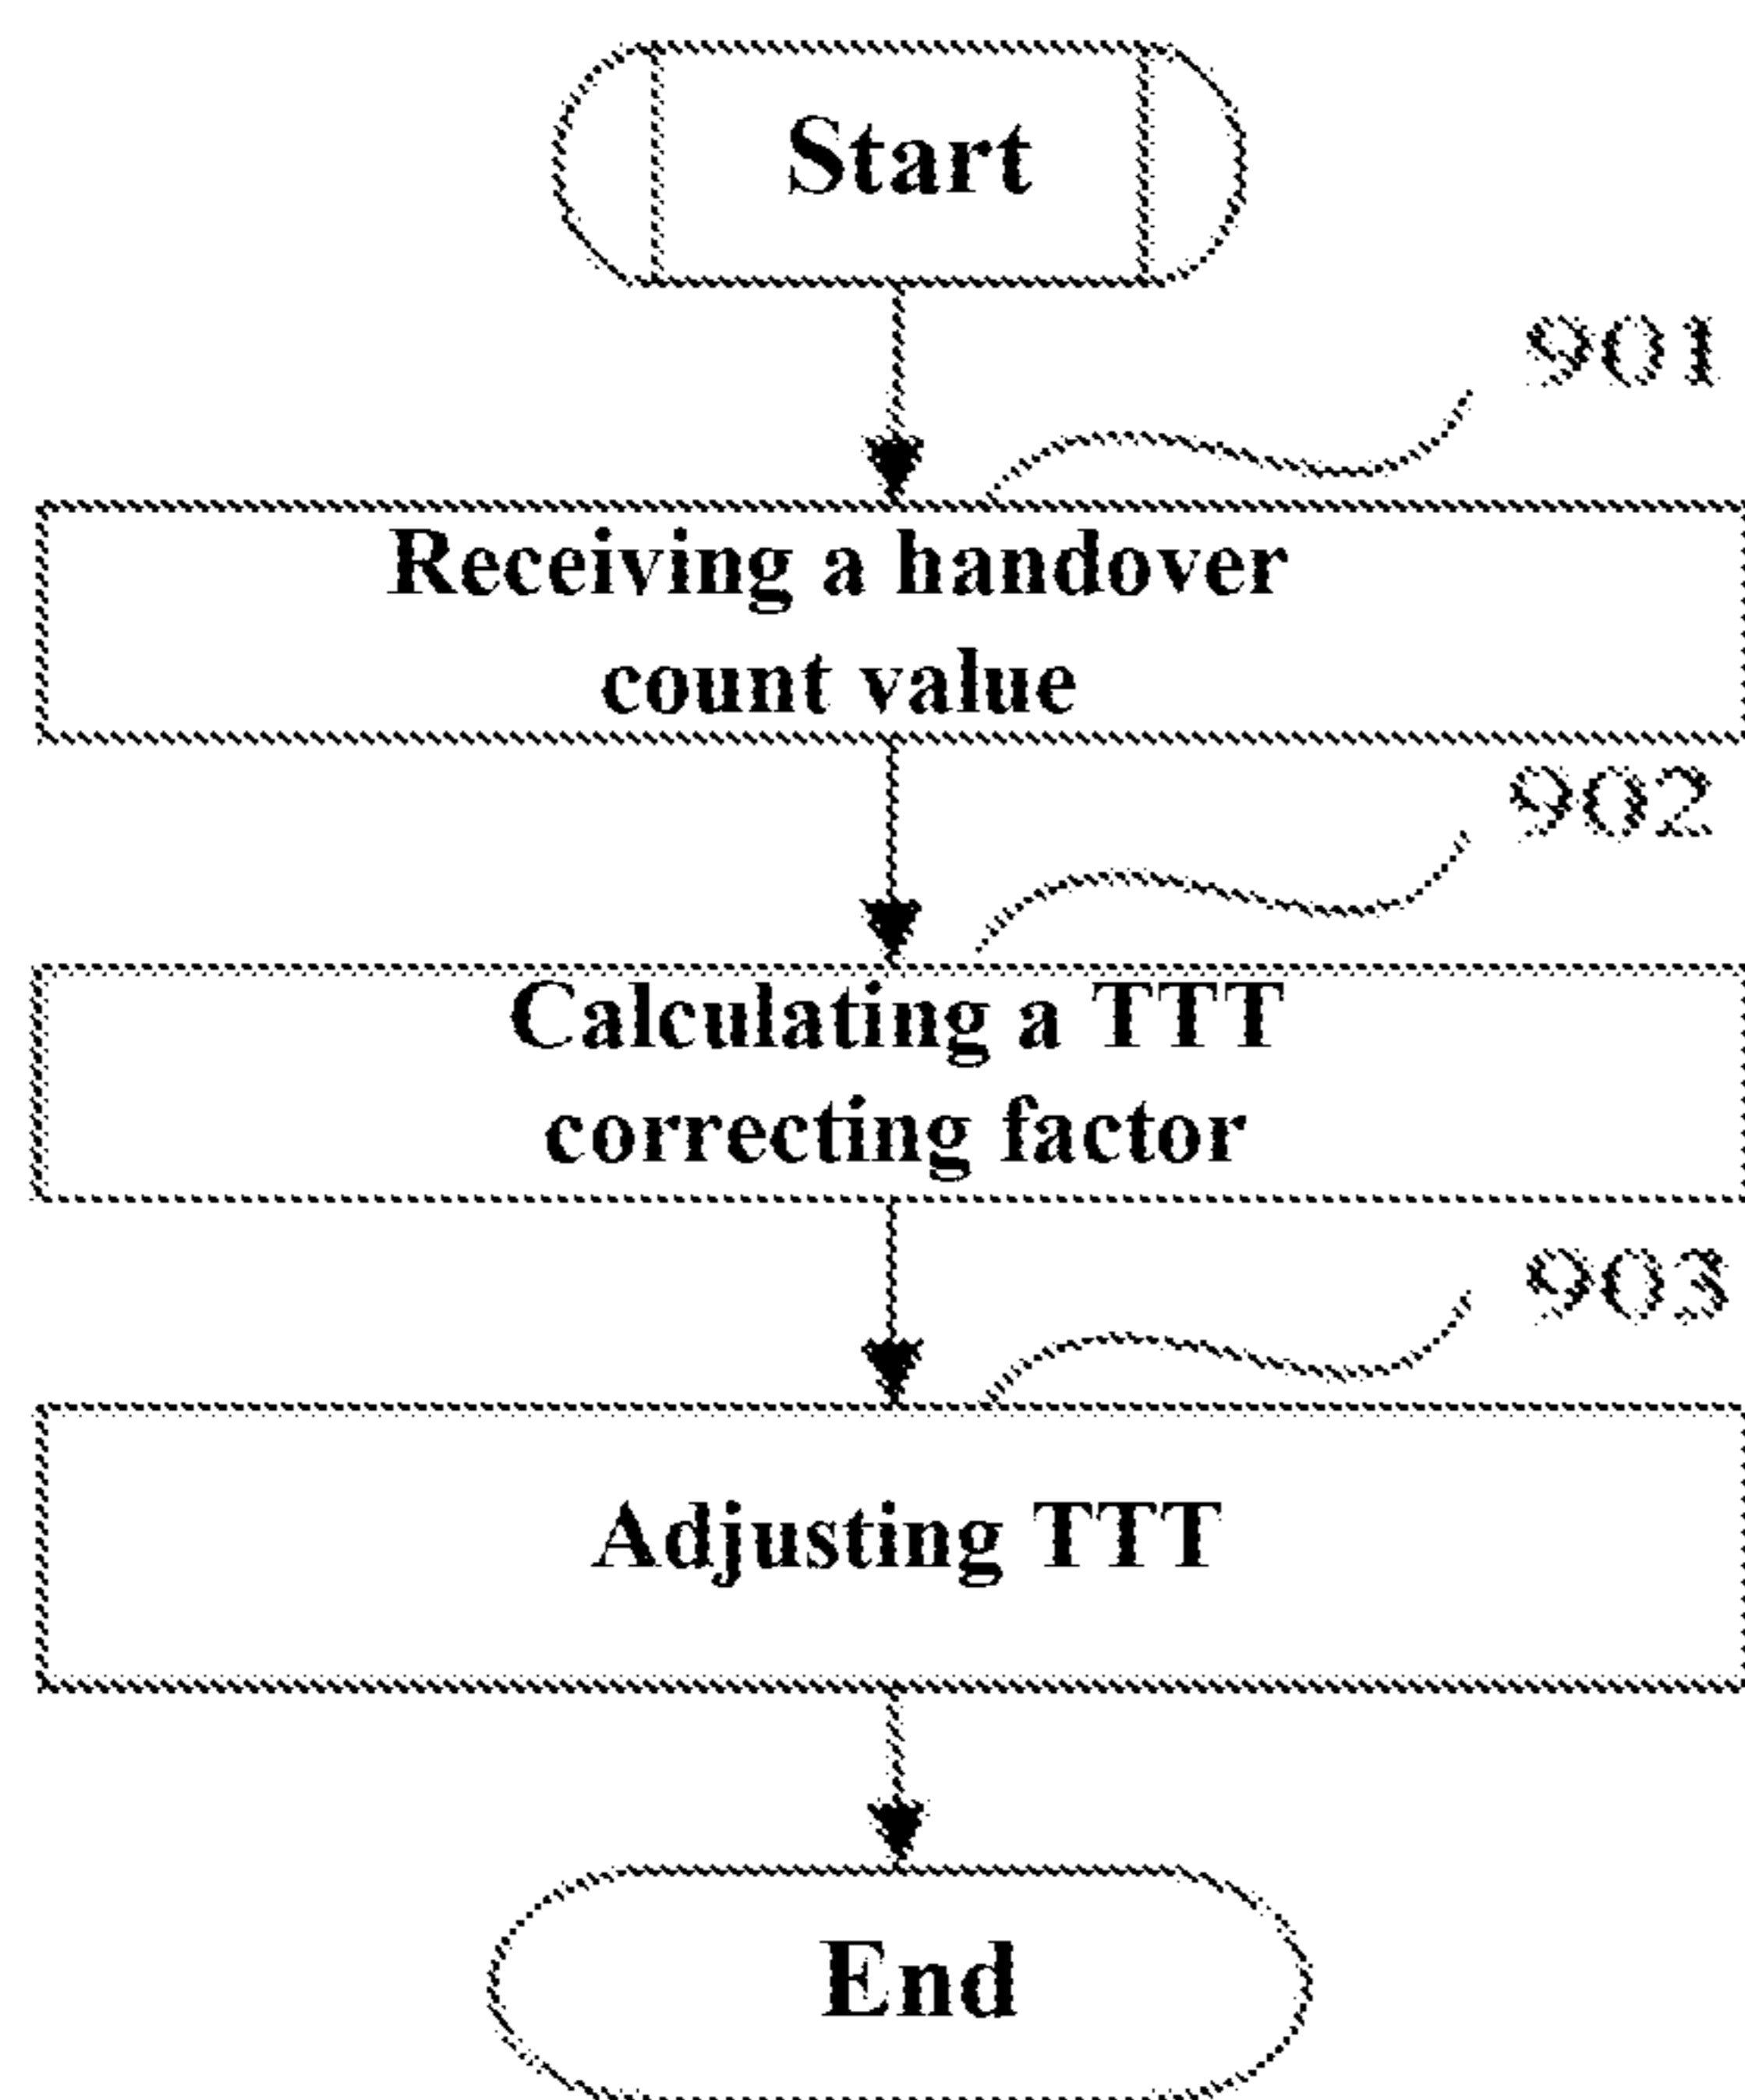 Start
901
Receiving a handover
count value
902
Calculating a TTT
correcting factor
903
Adjusting TTT
End